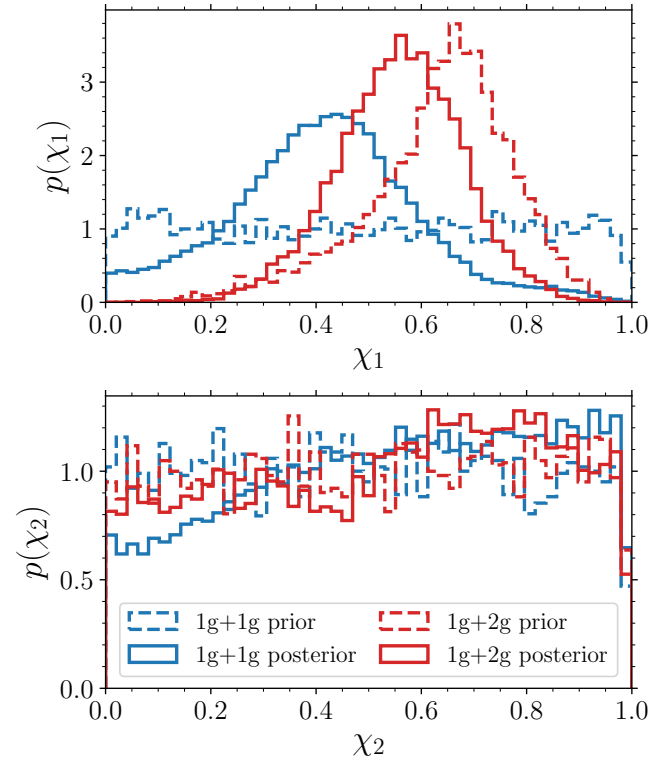 p(χ₁)
3
2
1
0
0.0 0.2 0.4 0.6 0.8 1.0
χ₁
p(χ₂)
1.0
0.5
0.0
1g+1g prior 1g+2g prior
1g+1g posterior 1g+2g posterior
0.0 0.2 0.4 0.6 0.8 1.0
χ₂